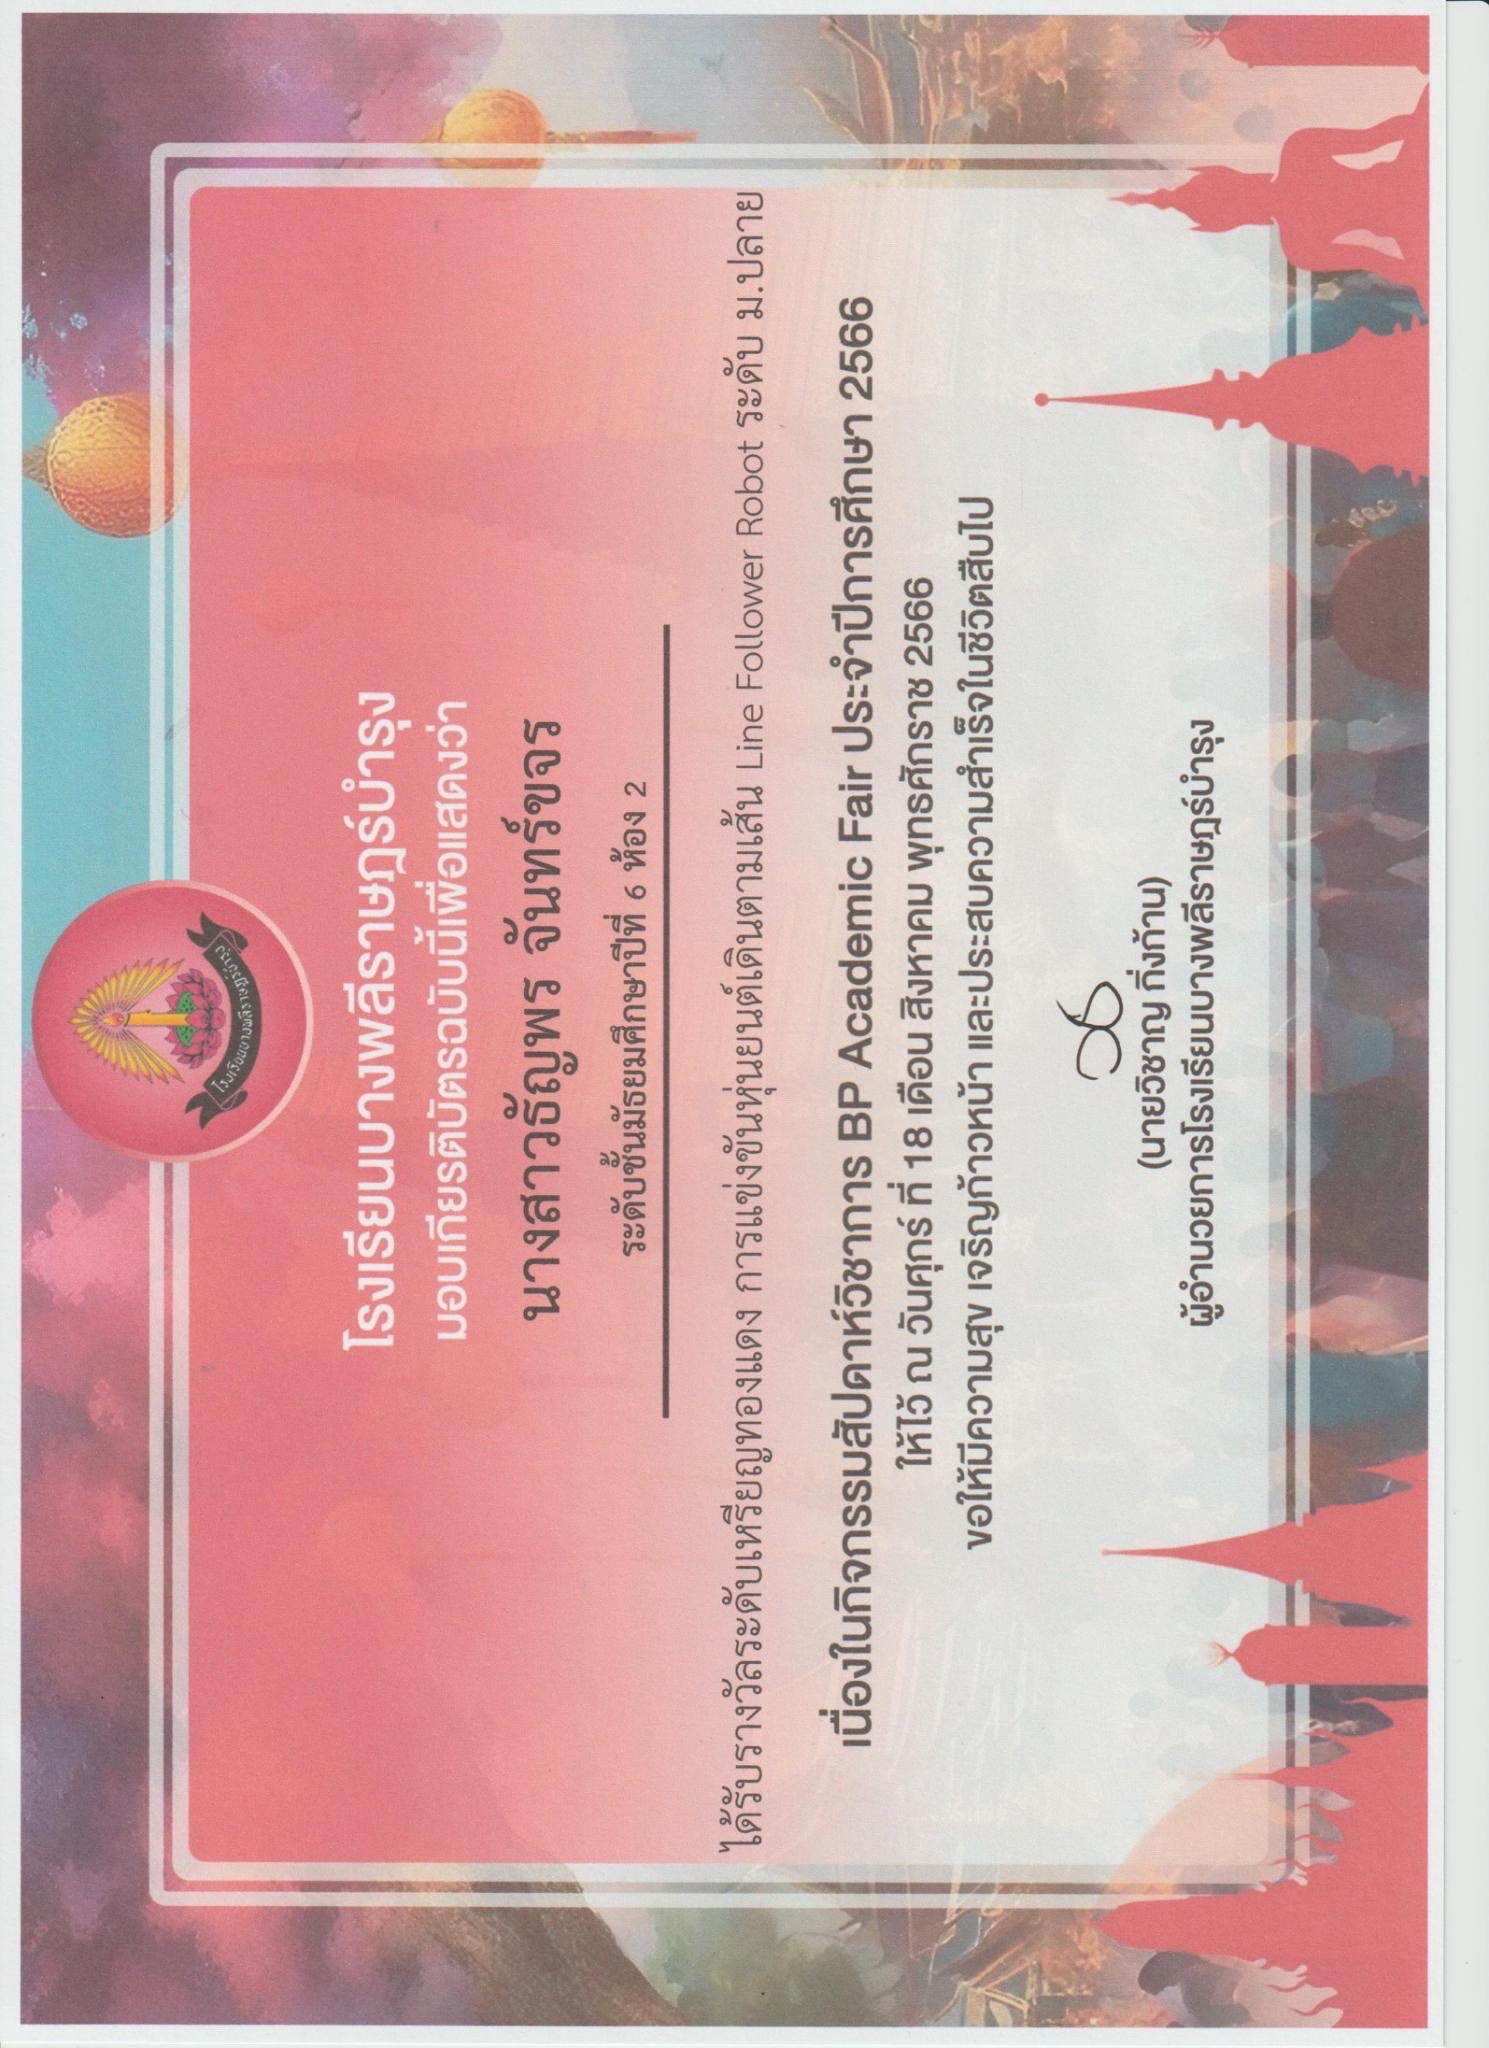 โรงเรียนบางพลีราษฎร์บำรุง
โรงเรียนบางพลีราษฎร์บำรุง
มอบเกียรติบัตรฉบับนี้เพื่อแสดงว่า
นางสาวธัญพร จันทร์ขจร
ระดับชั้นมัธยมศึกษาปีที่ 6 ห้อง 2
ได้รับรางวัลระดับเหรียญทองแดง การแข่งขันหุ่นยนต์เดินตามเส้น Line Follower Robot ระดับ ม.ปลาย
เนื่องในกิจกรรมสัปดาห์วิชาการ BP Academic Fair ประจำปีการศึกษา 2566
ให้ไว้ ณ วันศุกร์ ที่ 18 เดือน สิงหาคม พุทธศักราช 2566
ขอให้มีความสุข เจริญก้าวหน้า และประสบความสำเร็จในชีวิตสืบไป
(นายวิชาญ กิ่งก้าน)
ผู้อำนวยการโรงเรียนบางพลีราษฎร์บำรุง